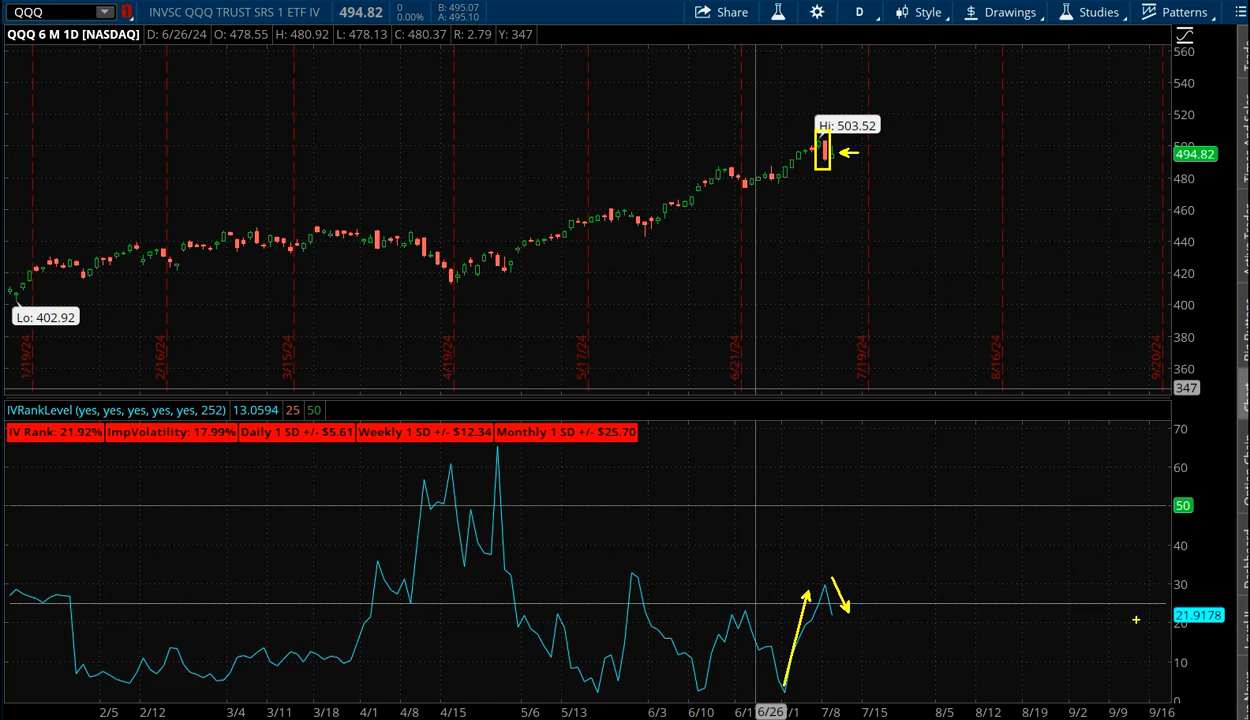 QQQ 1 INVSC QQQ TRUST SRS 1 ETF IV 494.82 0 0.00% B: 495.07 A: 495.10 Share D Style Drawings Studies Patterns
QQQ 6 M 1D [NASDAQ] D: 6/26/24 O: 478.55 H: 480.92 L: 478.13 C: 480.37 R: 2.79 Y: 347
560
540
Hi: 503.52
520
500
494.82
480
460
440
420
400
Lo: 402.92
380
360
347
1/19/24 2/16/24 3/15/24 4/19/24 5/17/24 6/21/24 7/19/24 8/16/24 9/20/24
IVRankLevel (yes, yes, yes, yes, yes, 252) 13.0594 25 50
IV Rank: 21.92% ImpVolatility: 17.99% Daily 1 SD +/- $5.61 Weekly 1 SD +/- $12.34 Monthly 1 SD +/- $25.70
70
60
50
40
30
21.9178
20
10
0
2/5 2/12 3/4 3/11 3/18 4/1 4/8 4/15 5/6 5/13 6/3 6/10 6/26 7/8 7/15 8/5 8/12 8/19 9/2 9/9 9/16